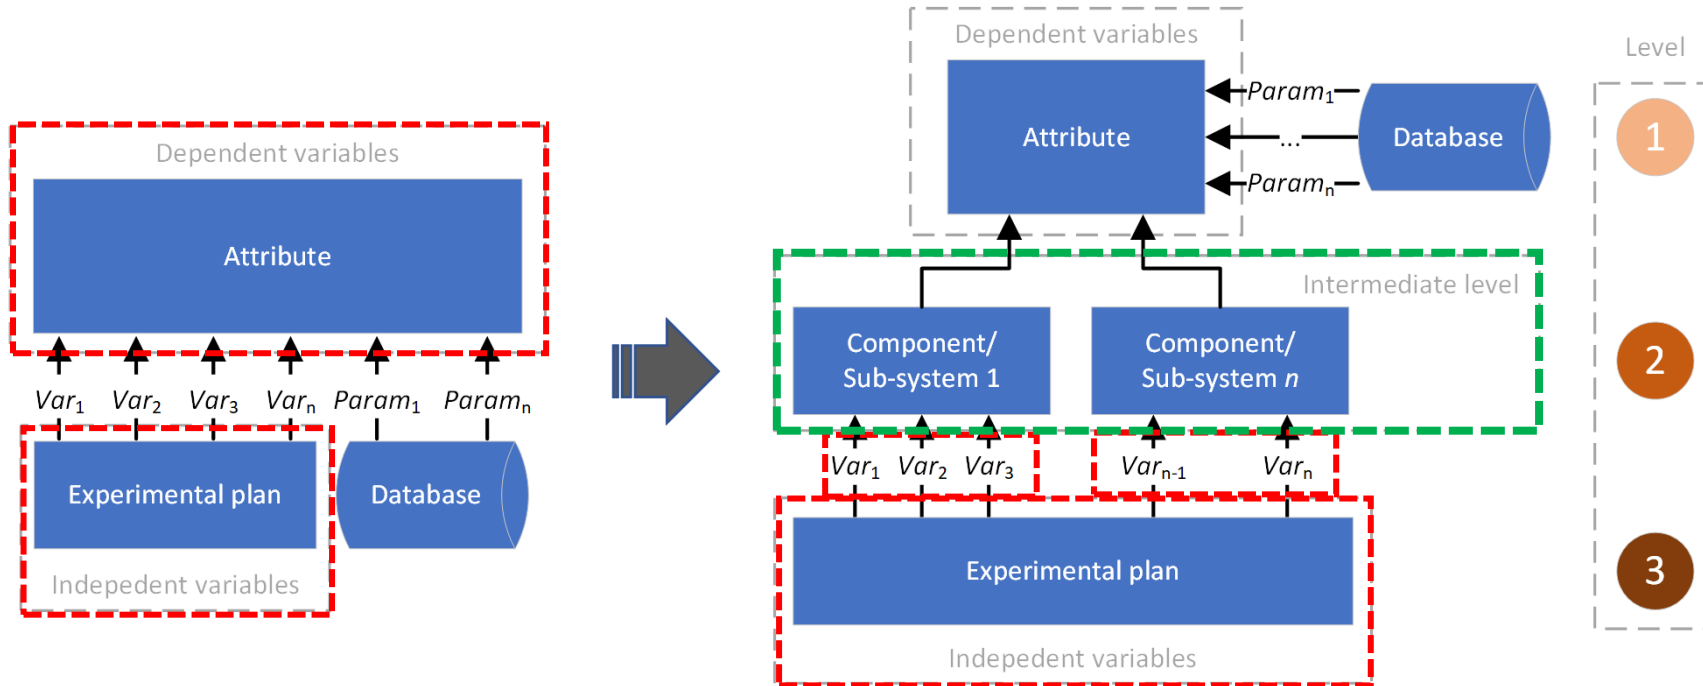 Dependent variables
Attribute
Var1 Var2 Var3 Varn Param1 Paramn
Experimental plan
Database
Indepedent variables
Dependent variables
Attribute
Param1
...
Paramn
Database
Level
1
Intermediate level
Component/
Sub-system 1
Component/
Sub-system n
2
Var1 Var2 Var3 Varn-1 Varn
Experimental plan
3
Indepedent variables